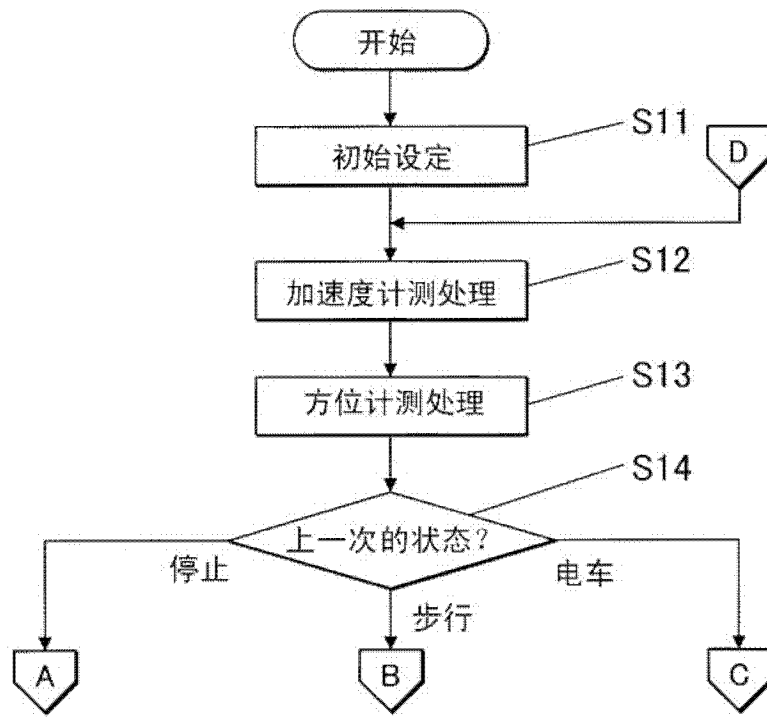 开始
S11
初始设定
D
S12
加速度计测处理
S13
方位计测处理
S14
上一次的状态？
停止
电车
步行
A
B
C